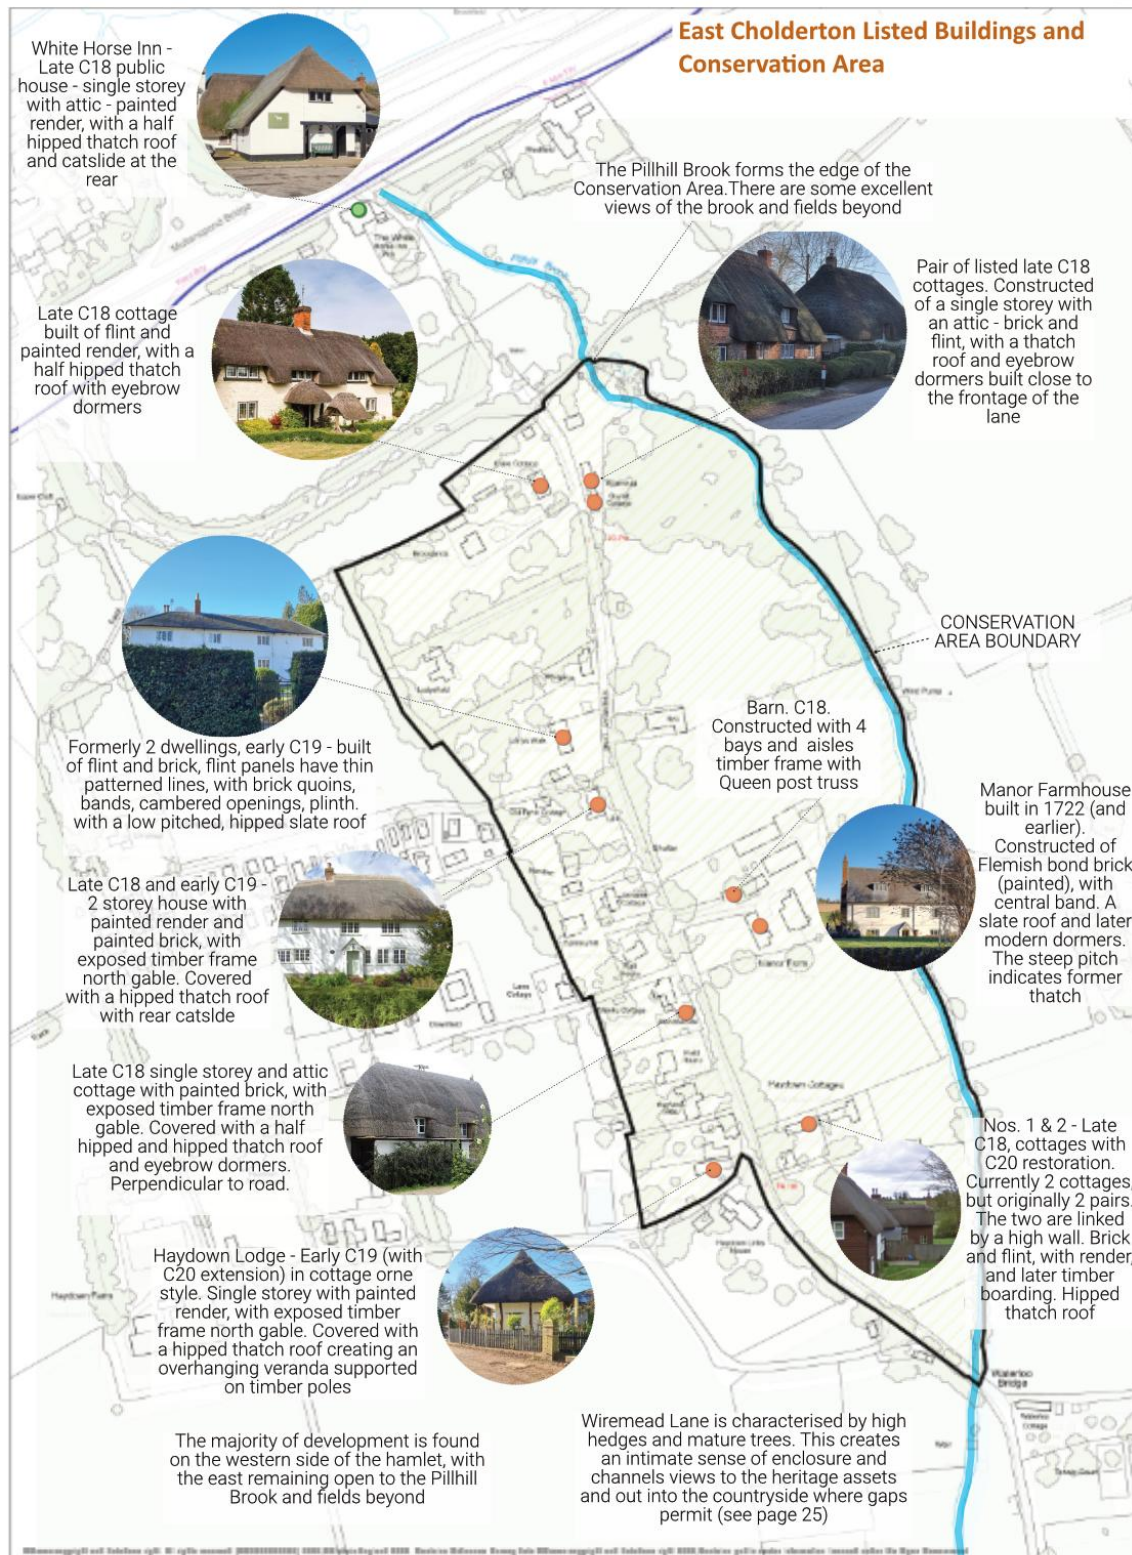 East Cholderton Listed Buildings and
Conservation Area
White Horse Inn -
Late C18 public
house - single storey
with attic - painted
render, with a half
hipped thatch roof
and catslide at the
rear
The Pillhill Brook forms the edge of the
Conservation Area.There are some excellent
views of the brook and fields beyond
Late C18 cottage
built of flint and
painted render, with a
half hipped thatch
roof with eyebrow
dormers
Pair of listed late C18
cottages. Constructed
of a single storey with
an attic - brick and
flint, with a thatch
roof and eyebrow
dormers built close to
the frontage of the
lane
CONSERVATION
AREA BOUNDARY
Formerly 2 dwellings, early C19 - built
of flint and brick, flint panels have thin
patterned lines, with brick quoins,
bands, cambered openings, plinth.
with a low pitched, hipped slate roof
Barn. C18.
Constructed with 4
bays and aisles
timber frame with
Queen post truss
Manor Farmhouse
built in 1722 (and
earlier).
Constructed of
Flemish bond brick
(painted), with
central band. A
slate roof and later
modern dormers.
The steep pitch
indicates former
thatch
Late C18 and early C19 -
2 storey house with
painted render and
painted brick, with
exposed timber frame
north gable. Covered
with a hipped thatch roof
with rear catslde
Late C18 single storey and attic
cottage with painted brick, with
exposed timber frame north
gable. Covered with a half
hipped and hipped thatch roof
and eyebrow dormers.
Perpendicular to road.
Nos. 1 & 2 - Late
C18, cottages with
C20 restoration.
Currently 2 cottages,
but originally 2 pairs.
The two are linked
by a high wall. Brick
and flint, with render,
and later timber
boarding. Hipped
thatch roof
Haydown Lodge - Early C19 (with
C20 extension) in cottage orne
style. Single storey with painted
render, with exposed timber
frame north gable. Covered with
a hipped thatch roof creating an
overhanging veranda supported
on timber poles
The majority of development is found
on the western side of the hamlet, with
the east remaining open to the Pillhill
Brook and fields beyond
Wiremead Lane is characterised by high
hedges and mature trees. This creates
an intimate sense of enclosure and
channels views to the heritage assets
and out into the countryside where gaps
permit (see page 25)
The White
Manor Farm
Haydown Cottages
Haydown Farm
Waterloo
Bridge